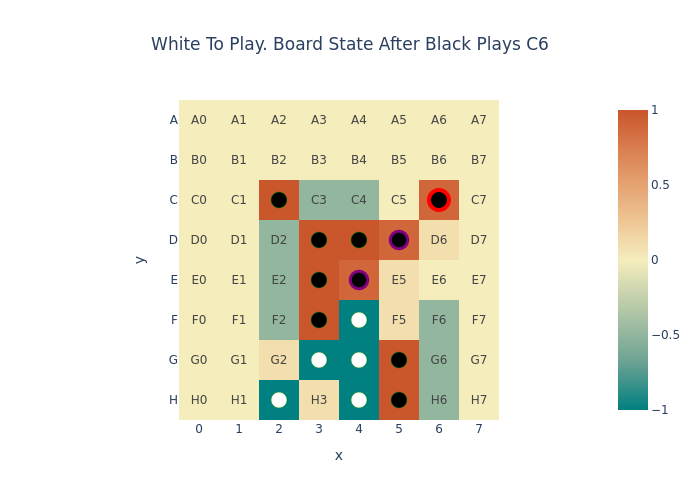 White To Play. Board State After Black Plays C6
A A0 A1 A2 A3 A4 A5 A6 A7
B B0 B1 B2 B3 B4 B5 B6 B7
C C0 C1 C3 C4 C5 C7
D D0 D1 D2 D6 D7
E E0 E1 E2 E5 E6 E7
F F0 F1 F2 F5 F6 F7
G G0 G1 G2 G6 G7
H H0 H1 H3 H6 H7
0 1 2 3 4 5 6 7
x
y
1
0.5
0
−0.5
−1